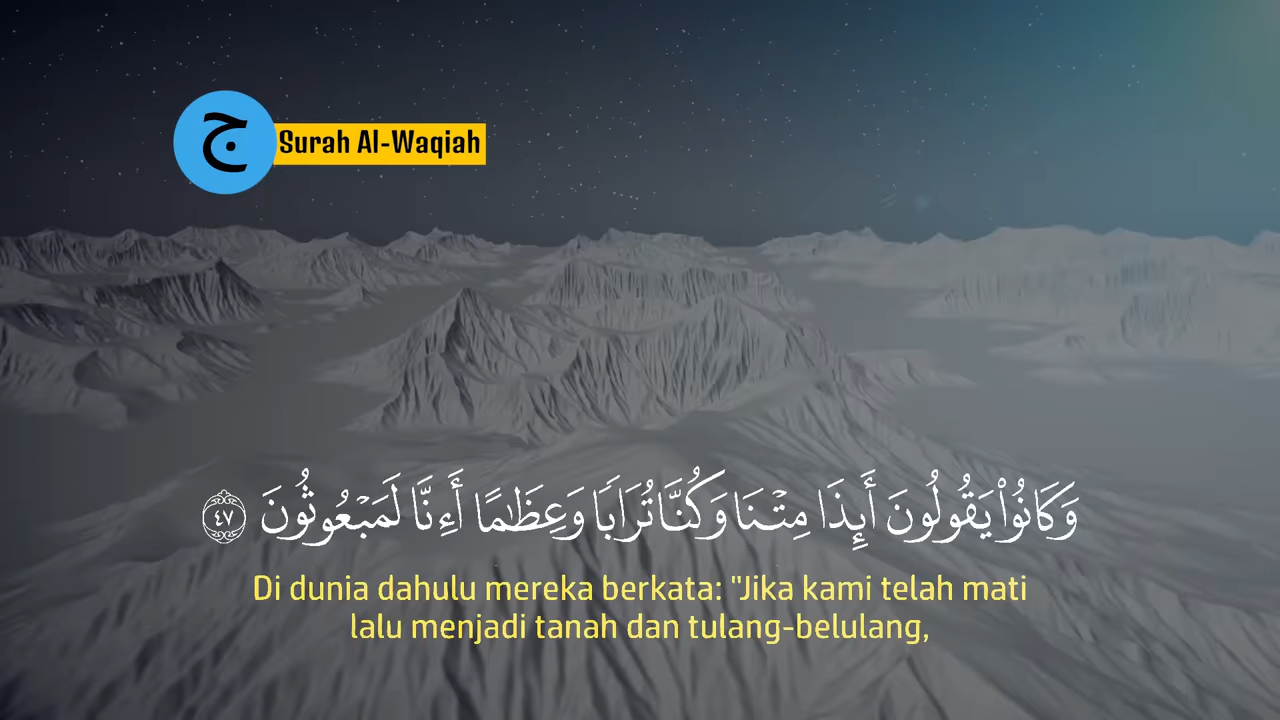 ج
Surah Al-Waqiah
وَكَانُوا۟ يَقُولُونَ أَئِذَا مِتْنَا وَكُنَّا تُرَابًا وَعِظَٰمًا أَءِنَّا لَمَبْعُوثُونَ ٤٧
Di dunia dahulu mereka berkata: "Jika kami telah mati
lalu menjadi tanah dan tulang-belulang,